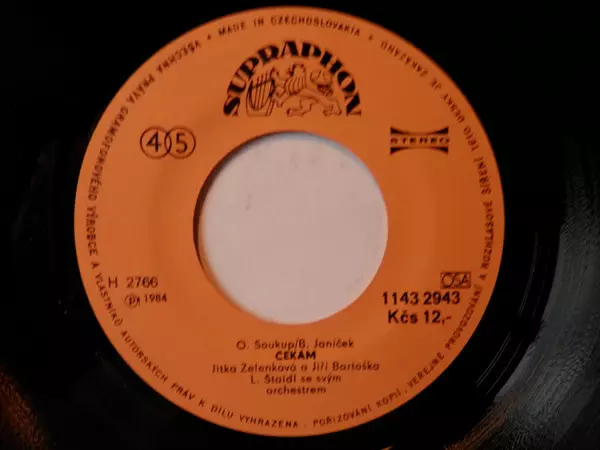 MADE IN CZECHOSLOVAKIA • VŠECHNA PRÁVA GRAMOFONOVÉHO VÝROBCE A VLASTNÍKŮ AUTORSKÝCH PRÁV K DÍLU VYHRAZENA • POŘIZOVÁNÍ KOPIÍ, VEŘEJNÉ PROVOZOVÁNÍ A ROZHLASOVÉ ŠÍŘENÍ TÉTO DESKY JE ZAKÁZÁNO
SUPRAPHON
45
STEREO
H 2766
Ⓟ 1984
OSA
1143 2943
Kčs 12,-
O. Soukup/B. Janíček
ČEKÁM
Jitka Zelenková a Jiří Bartoška
L. Štaidl se svým
orchestrem